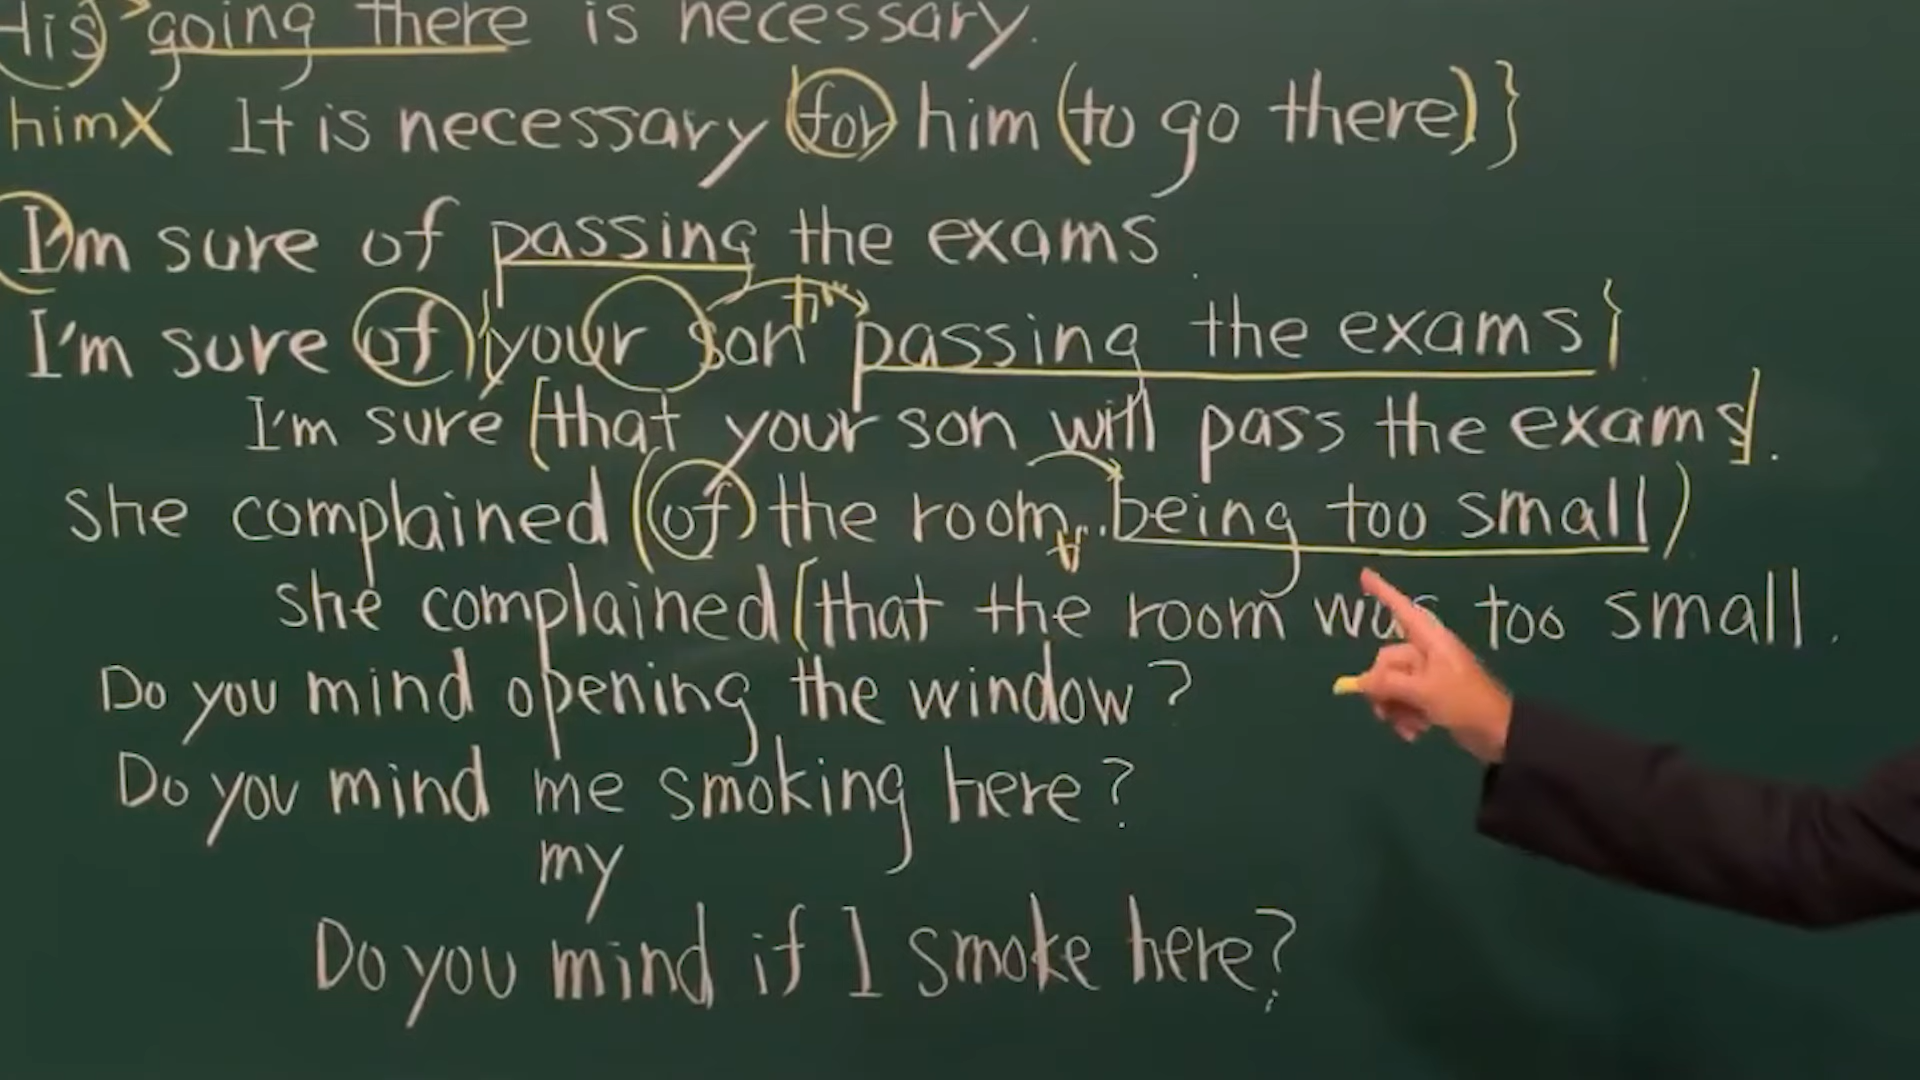 His going there is necessary.
himX It is necessary for him (to go there)}
I'm sure of passing the exams
I'm sure of {your son passing the exams}
I'm sure [that your son will pass the exams].
She complained (of the room being too small)
She complained [that the room was too small.
Do you mind opening the window?
Do you mind me smoking here?
my
Do you mind if I smoke here?